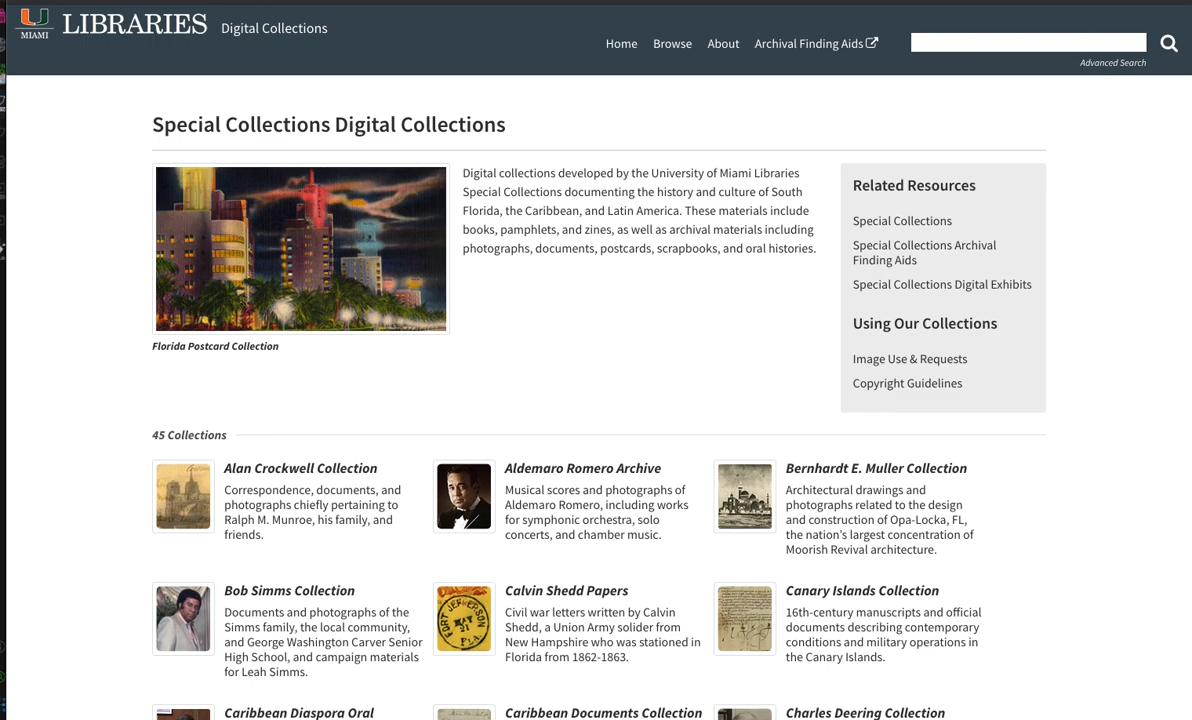 MIAMI
LIBRARIES
Digital Collections
Home Browse About Archival Finding Aids
Advanced Search
Special Collections Digital Collections
Digital collections developed by the University of Miami Libraries
Special Collections documenting the history and culture of South
Florida, the Caribbean, and Latin America. These materials include
books, pamphlets, and zines, as well as archival materials including
photographs, documents, postcards, scrapbooks, and oral histories.
Florida Postcard Collection
Related Resources
Special Collections
Special Collections Archival
Finding Aids
Special Collections Digital Exhibits
Using Our Collections
Image Use & Requests
Copyright Guidelines
45 Collections
Alan Crockwell Collection
Correspondence, documents, and
photographs chiefly pertaining to
Ralph M. Munroe, his family, and
friends.
Aldemaro Romero Archive
Musical scores and photographs of
Aldemaro Romero, including works
for symphonic orchestra, solo
concerts, and chamber music.
Bernhardt E. Muller Collection
Architectural drawings and
photographs related to the design
and construction of Opa-Locka, FL,
the nation's largest concentration of
Moorish Revival architecture.
Bob Simms Collection
Documents and photographs of the
Simms family, the local community,
and George Washington Carver Senior
High School, and campaign materials
for Leah Simms.
Calvin Shedd Papers
Civil war letters written by Calvin
Shedd, a Union Army solider from
New Hampshire who was stationed in
Florida from 1862-1863.
Canary Islands Collection
16th-century manuscripts and official
documents describing contemporary
conditions and military operations in
the Canary Islands.
Caribbean Diaspora Oral
Caribbean Documents Collection
Charles Deering Collection